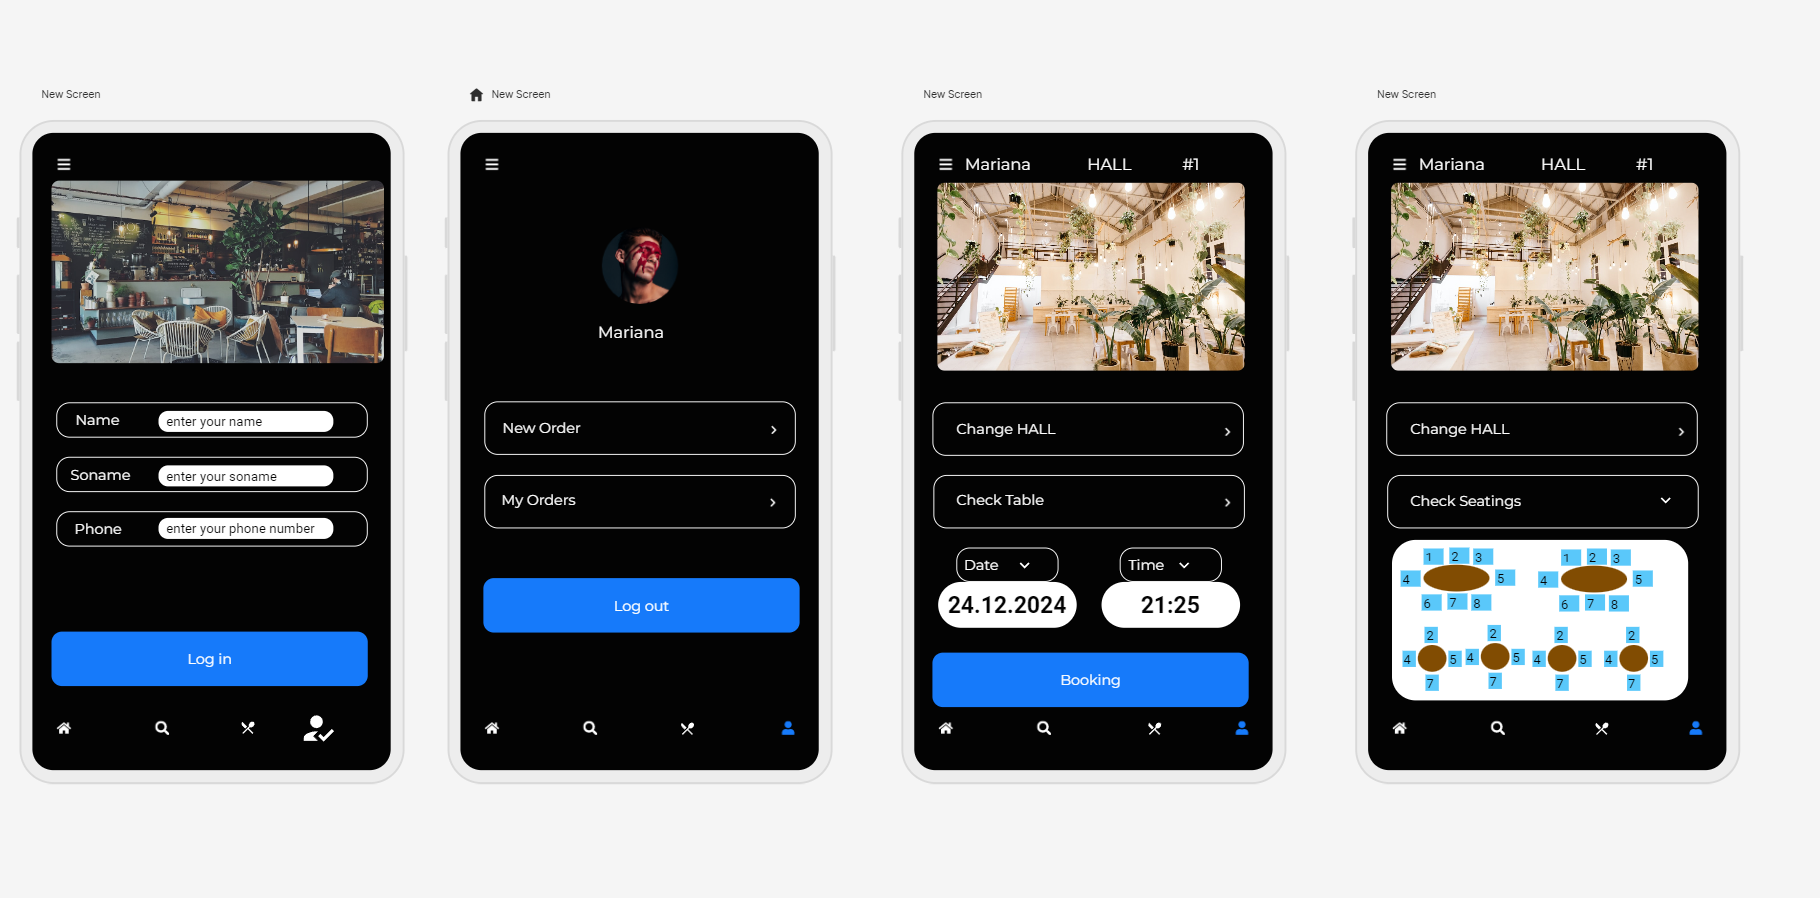 New Screen
Name
enter your name
Soname
enter your soname
Phone
enter your phone number
Log in
New Screen
Mariana
New Order
My Orders
Log out
New Screen
Mariana HALL #1
Change HALL
Check Table
Date Time
24.12.2024 21:25
Booking
New Screen
Mariana HALL #1
Change HALL
Check Seatings
1 2 3 1 2 3
4 5 4 5
6 7 8 6 7 8
2 2 2 2
4 5 4 5 4 5 4 5
7 7 7 7